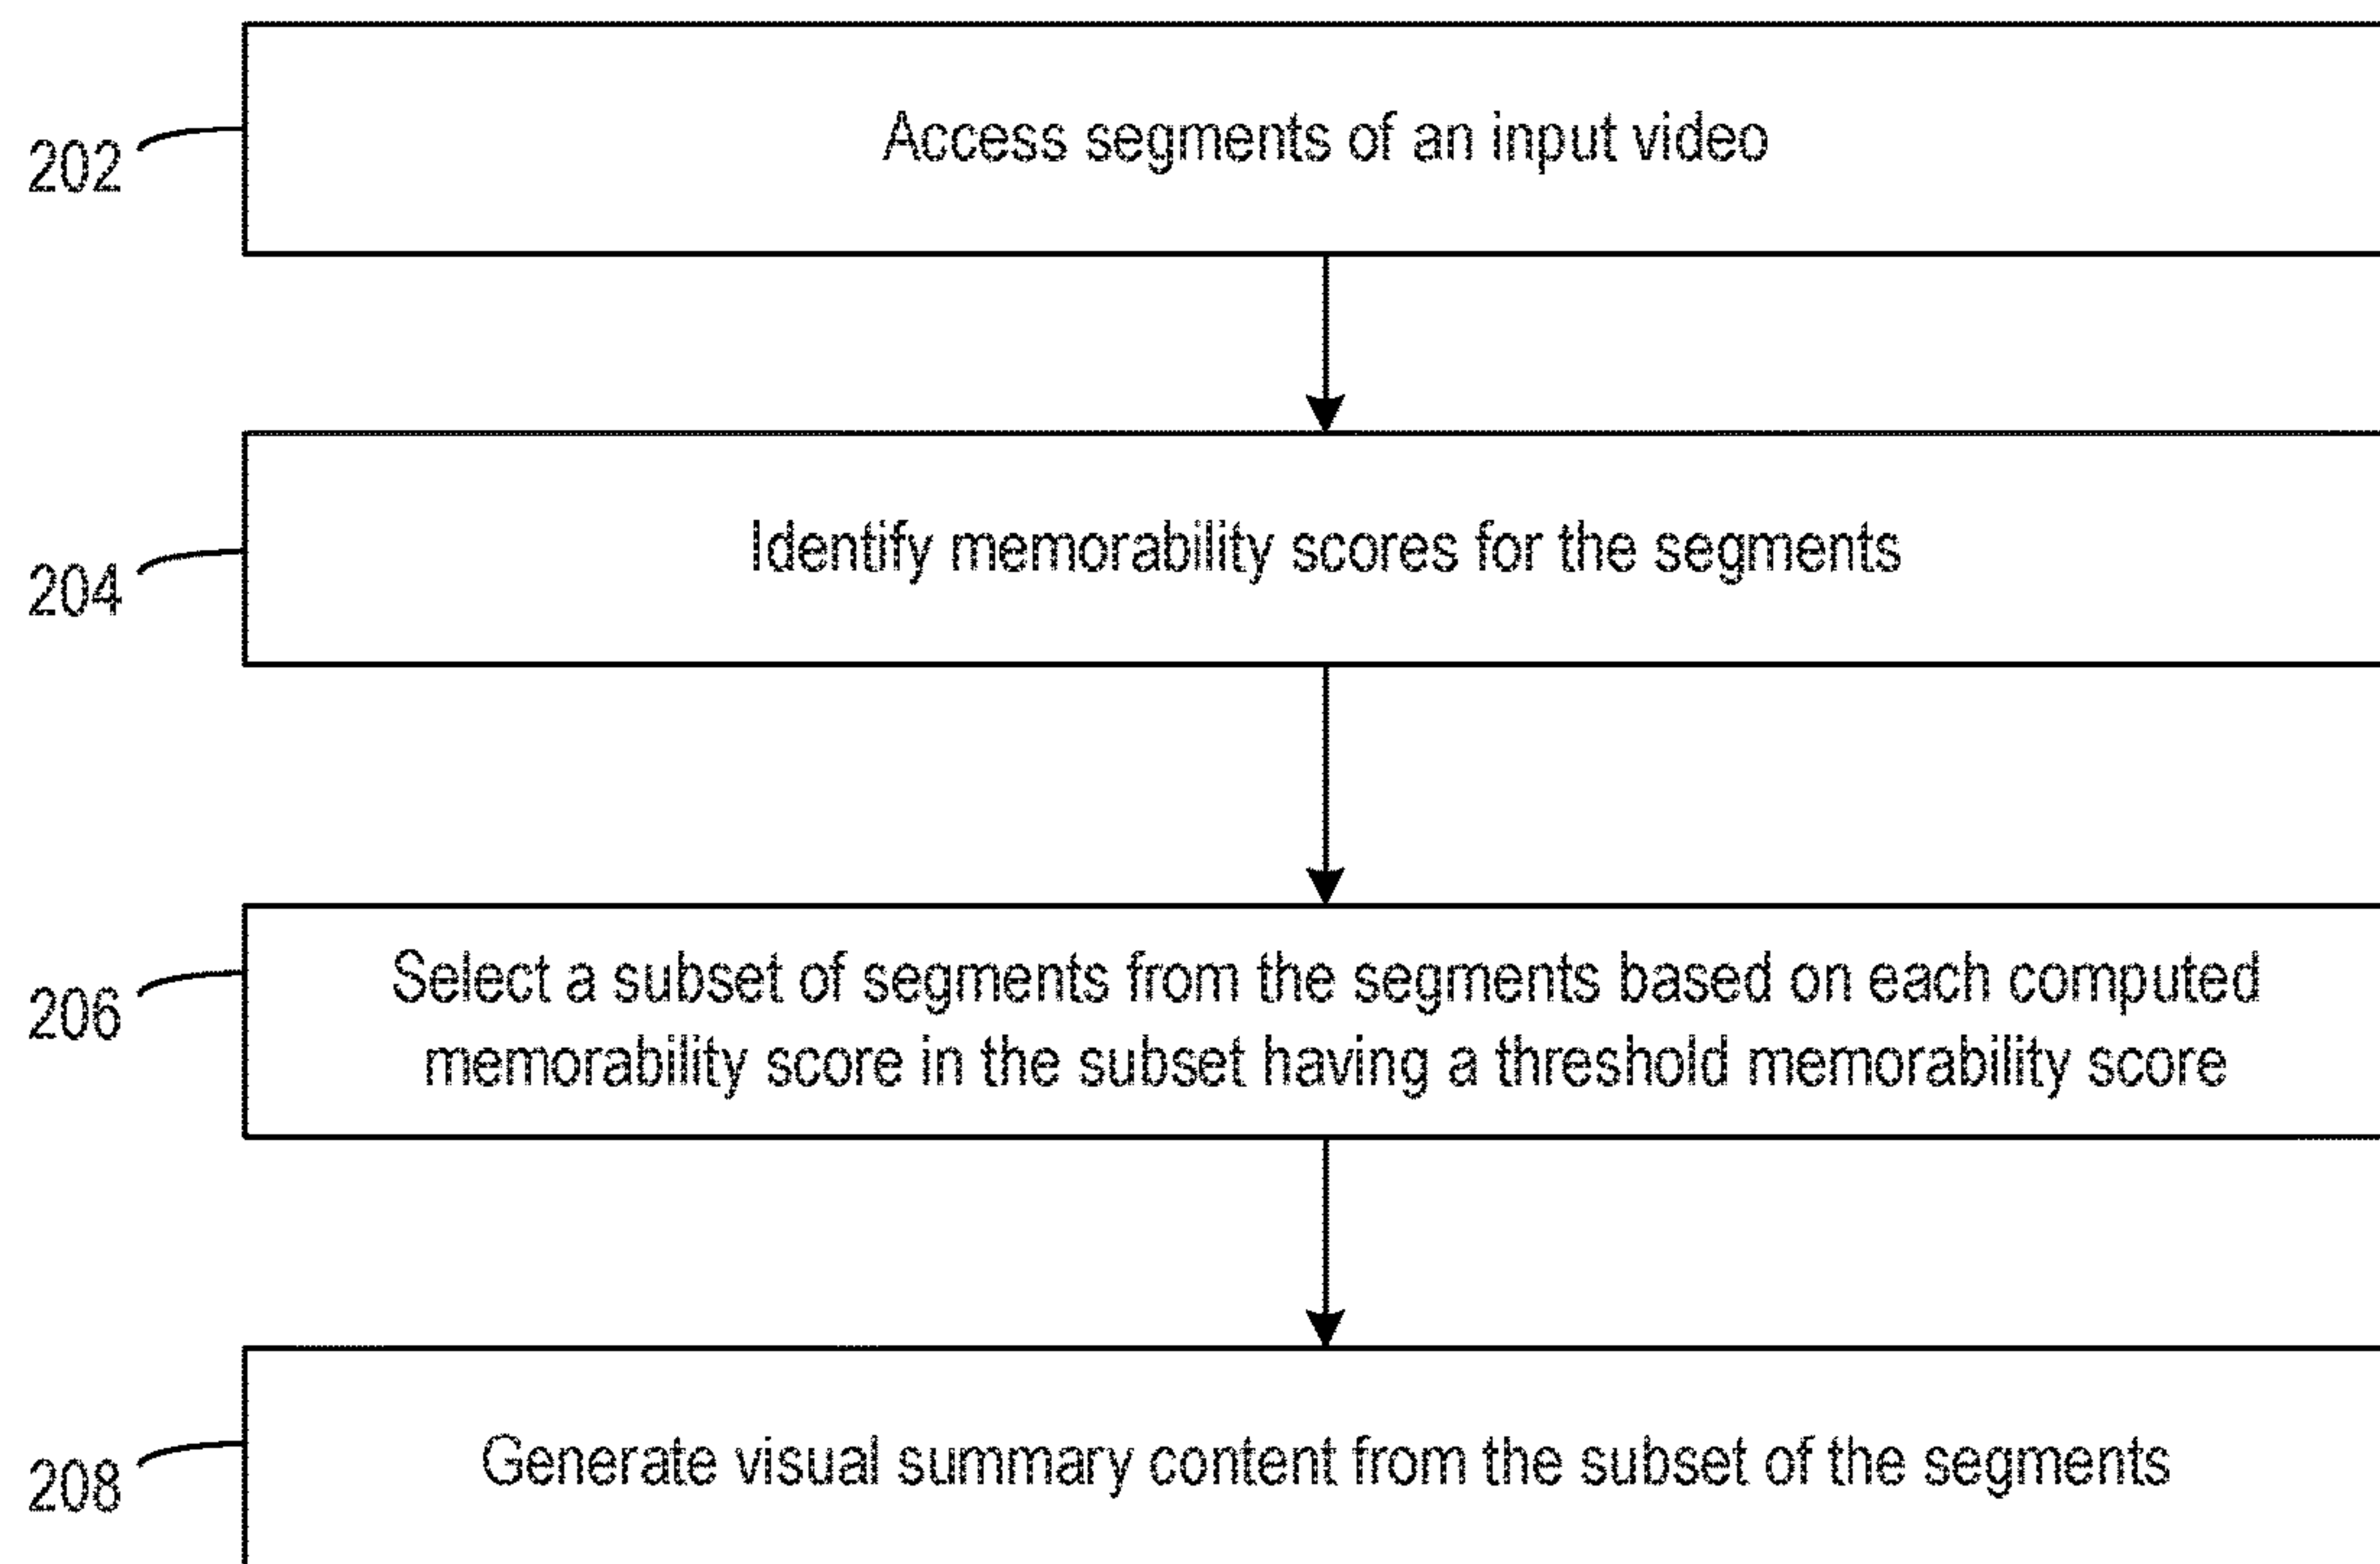 202
Access segments of an input video
204
Identify memorability scores for the segments
206
Select a subset of segments from the segments based on each computed
memorability score in the subset having a threshold memorability score
208
Generate visual summary content from the subset of the segments